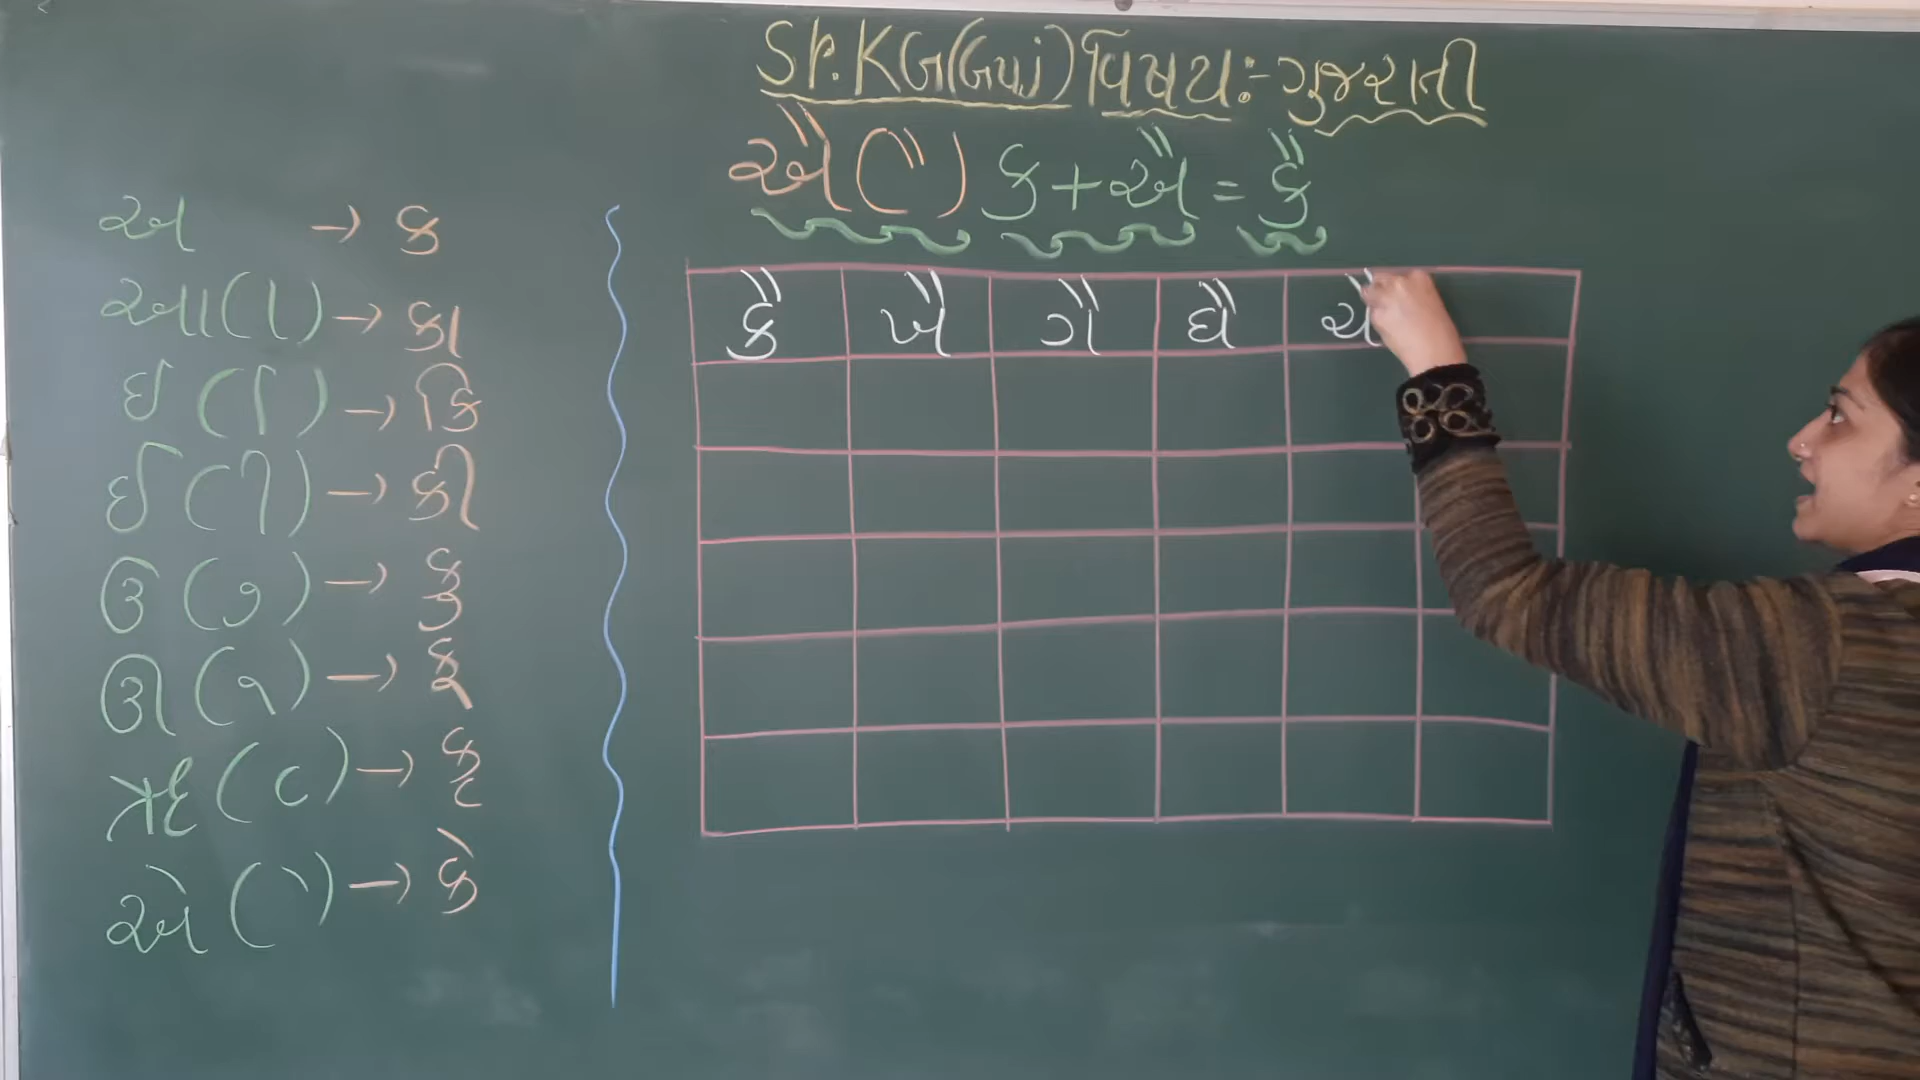 Sr.KG(Guj) વિષય:- ગુજરાતી
ઐ(ૈ) ક+ઐ=કૈ
અ → ક
આ(ા) → કા
ઇ(િ) → કિ
ઈ(ી) → કી
ઉ(ુ) → કુ
ઊ(ૂ) → કૂ
ઋ(ૃ) → કૃ
એ(ે) → કે
કૈ ખૈ ગૈ ઘૈ ચૈ